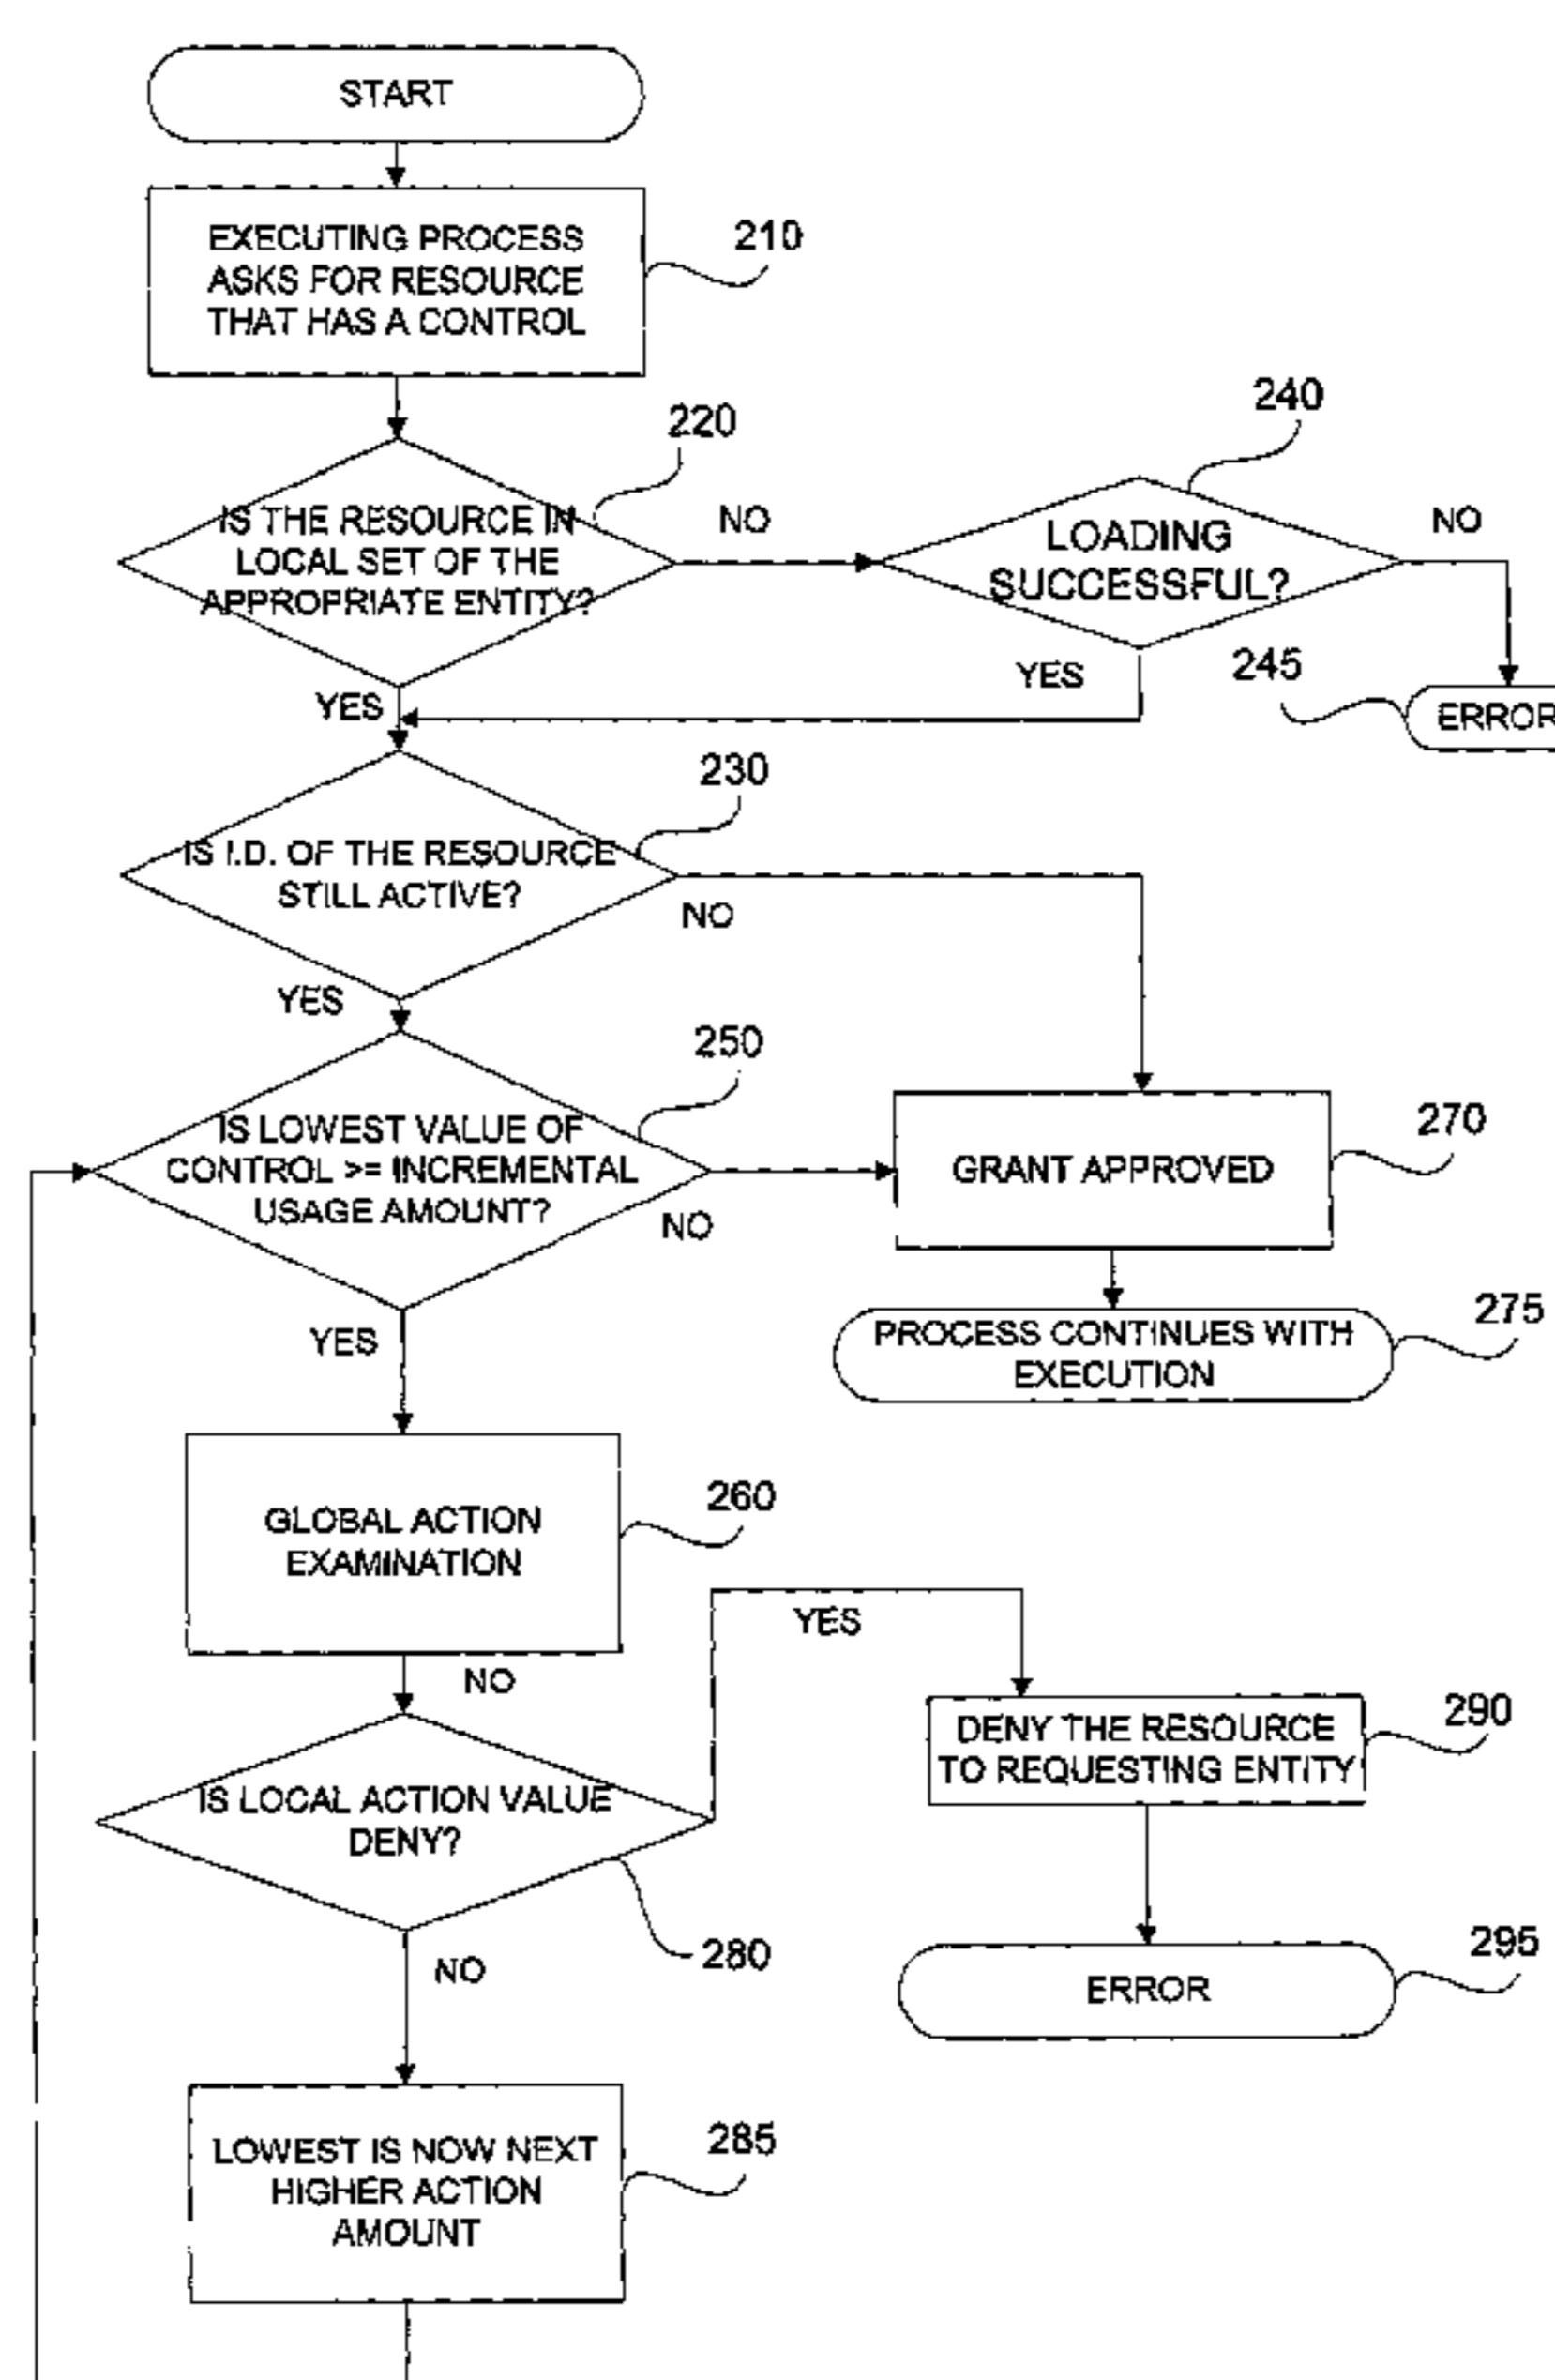 START
EXECUTING PROCESS
ASKS FOR RESOURCE
THAT HAS A CONTROL
210
220
IS THE RESOURCE IN
LOCAL SET OF THE
APPROPRIATE ENTITY?
NO
240
LOADING
SUCCESSFUL?
NO
YES
YES
245
ERROR
230
IS I.D. OF THE RESOURCE
STILL ACTIVE?
NO
YES
250
IS LOWEST VALUE OF
CONTROL >= INCREMENTAL
USAGE AMOUNT?
NO
YES
GRANT APPROVED
270
PROCESS CONTINUES WITH
EXECUTION
275
GLOBAL ACTION
EXAMINATION
260
NO
YES
IS LOCAL ACTION VALUE
DENY?
280
NO
DENY THE RESOURCE
TO REQUESTING ENTITY
290
ERROR
295
LOWEST IS NOW NEXT
HIGHER ACTION
AMOUNT
285